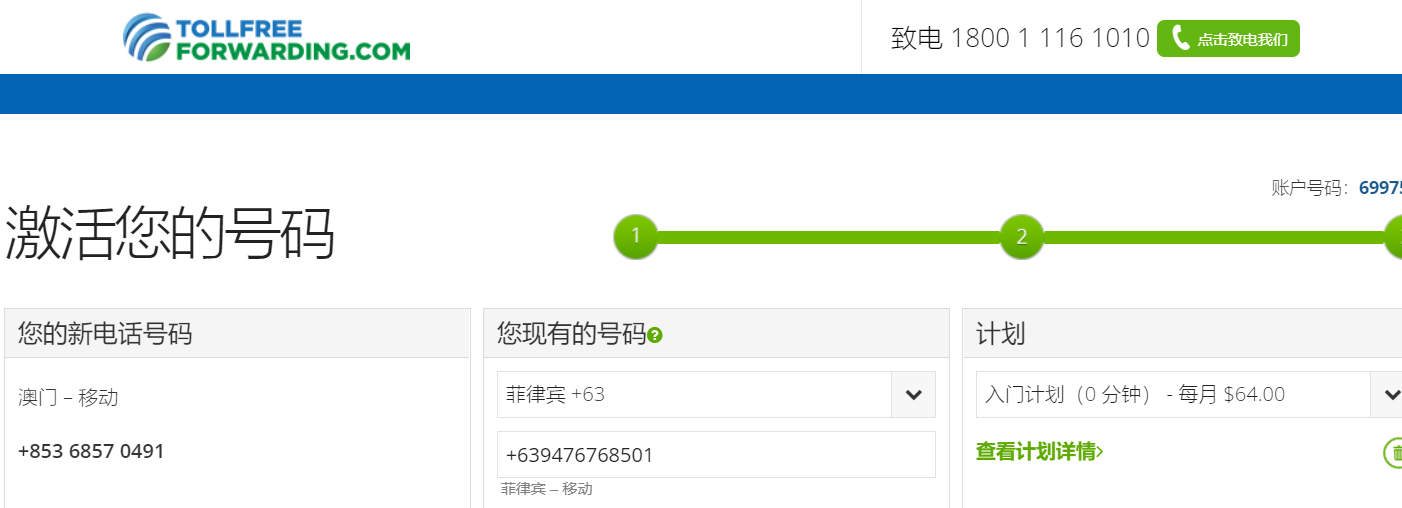 TOLLFREE
FORWARDING.COM
致电 1800 1 116 1010
点击致电我们
账户号码：69975
激活您的号码
1
2
您的新电话号码
澳门 – 移动
+853 6857 0491
您现有的号码?
菲律宾 +63
+639476768501
菲律宾 – 移动
计划
入门计划（0 分钟） - 每月 $64.00
查看计划详情>